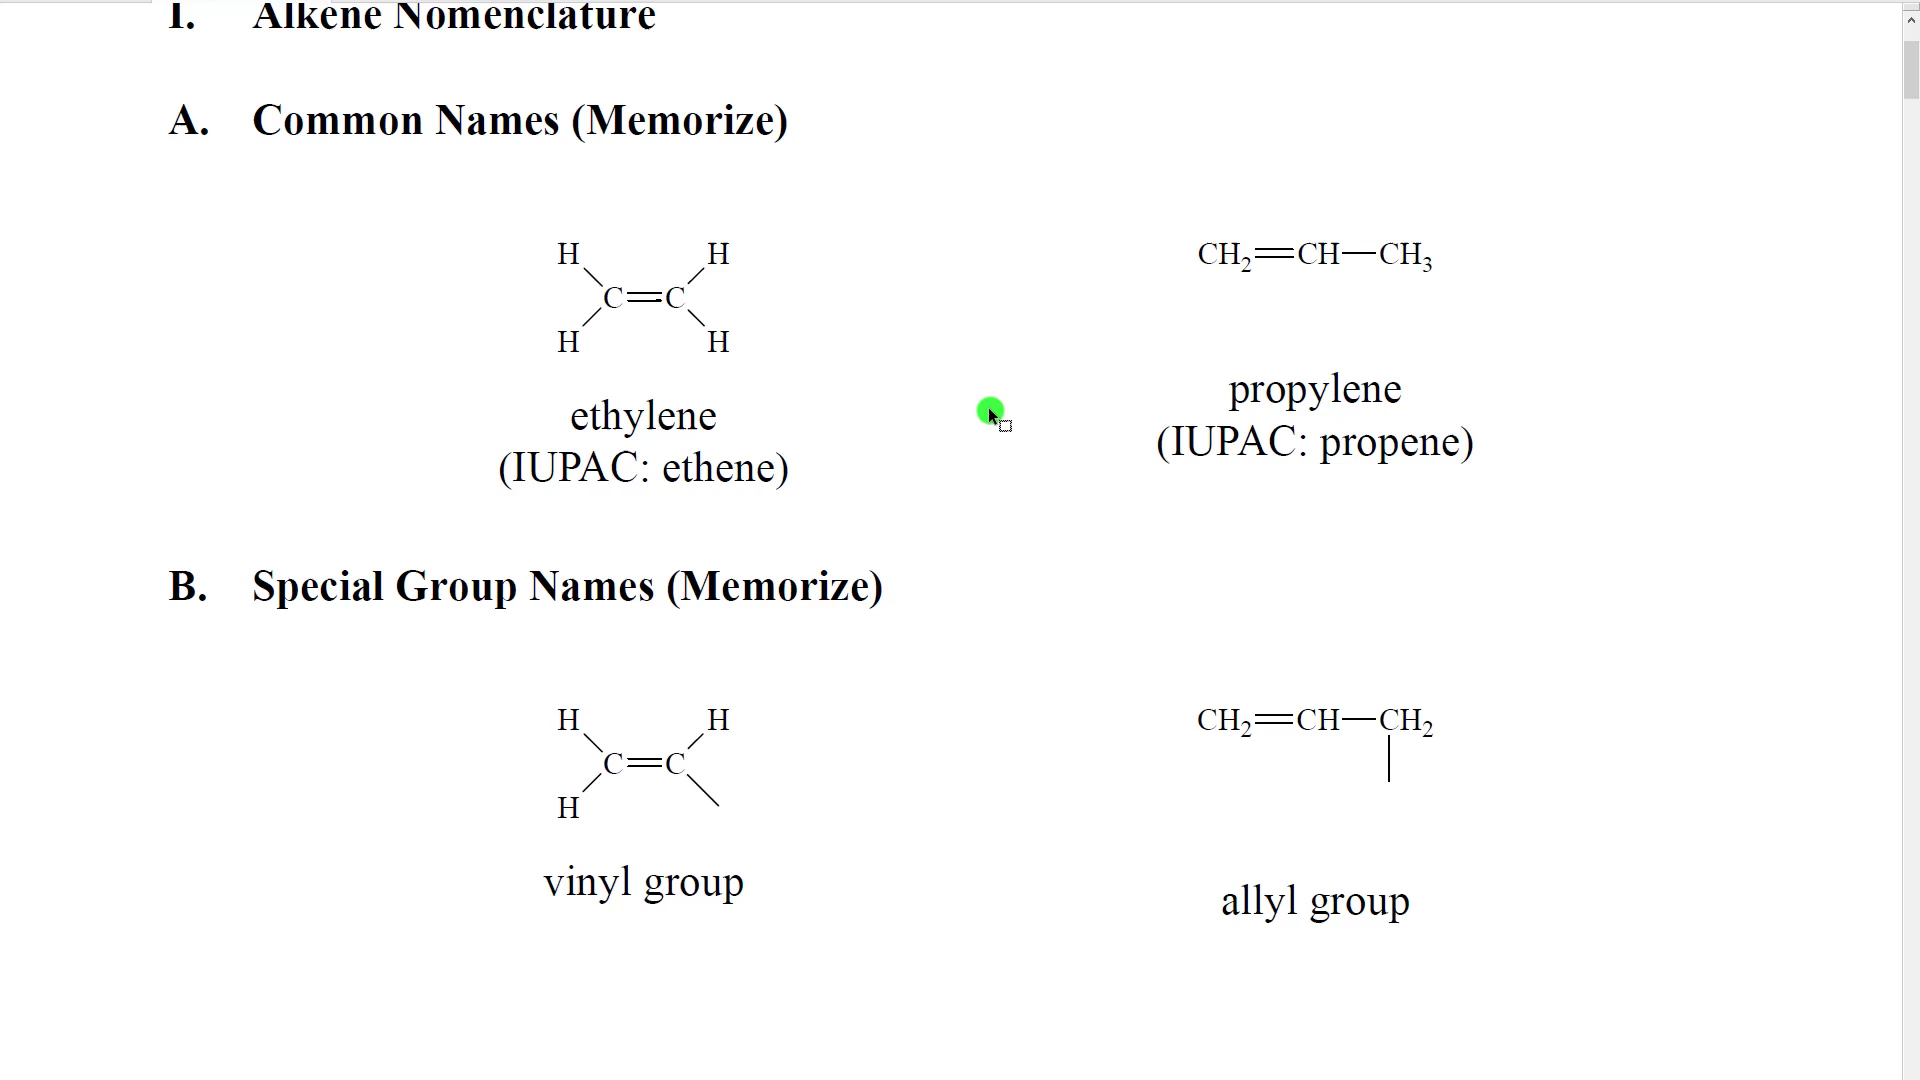 I. Alkene Nomenclature
A. Common Names (Memorize)
H H
C C
H H
CH2 CH CH3
ethylene
(IUPAC: ethene)
propylene
(IUPAC: propene)
B. Special Group Names (Memorize)
H H
C C
H
CH2 CH CH2
vinyl group
allyl group